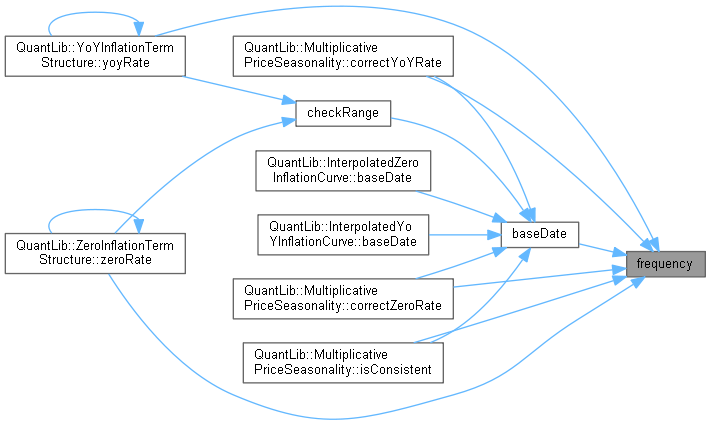 QuantLib::YoYInflationTerm
Structure::yoyRate
QuantLib::Multiplicative
PriceSeasonality::correctYoYRate
checkRange
QuantLib::InterpolatedZero
InflationCurve::baseDate
QuantLib::InterpolatedYo
YInflationCurve::baseDate
baseDate
QuantLib::ZeroInflationTerm
Structure::zeroRate
frequency
QuantLib::Multiplicative
PriceSeasonality::correctZeroRate
QuantLib::Multiplicative
PriceSeasonality::isConsistent